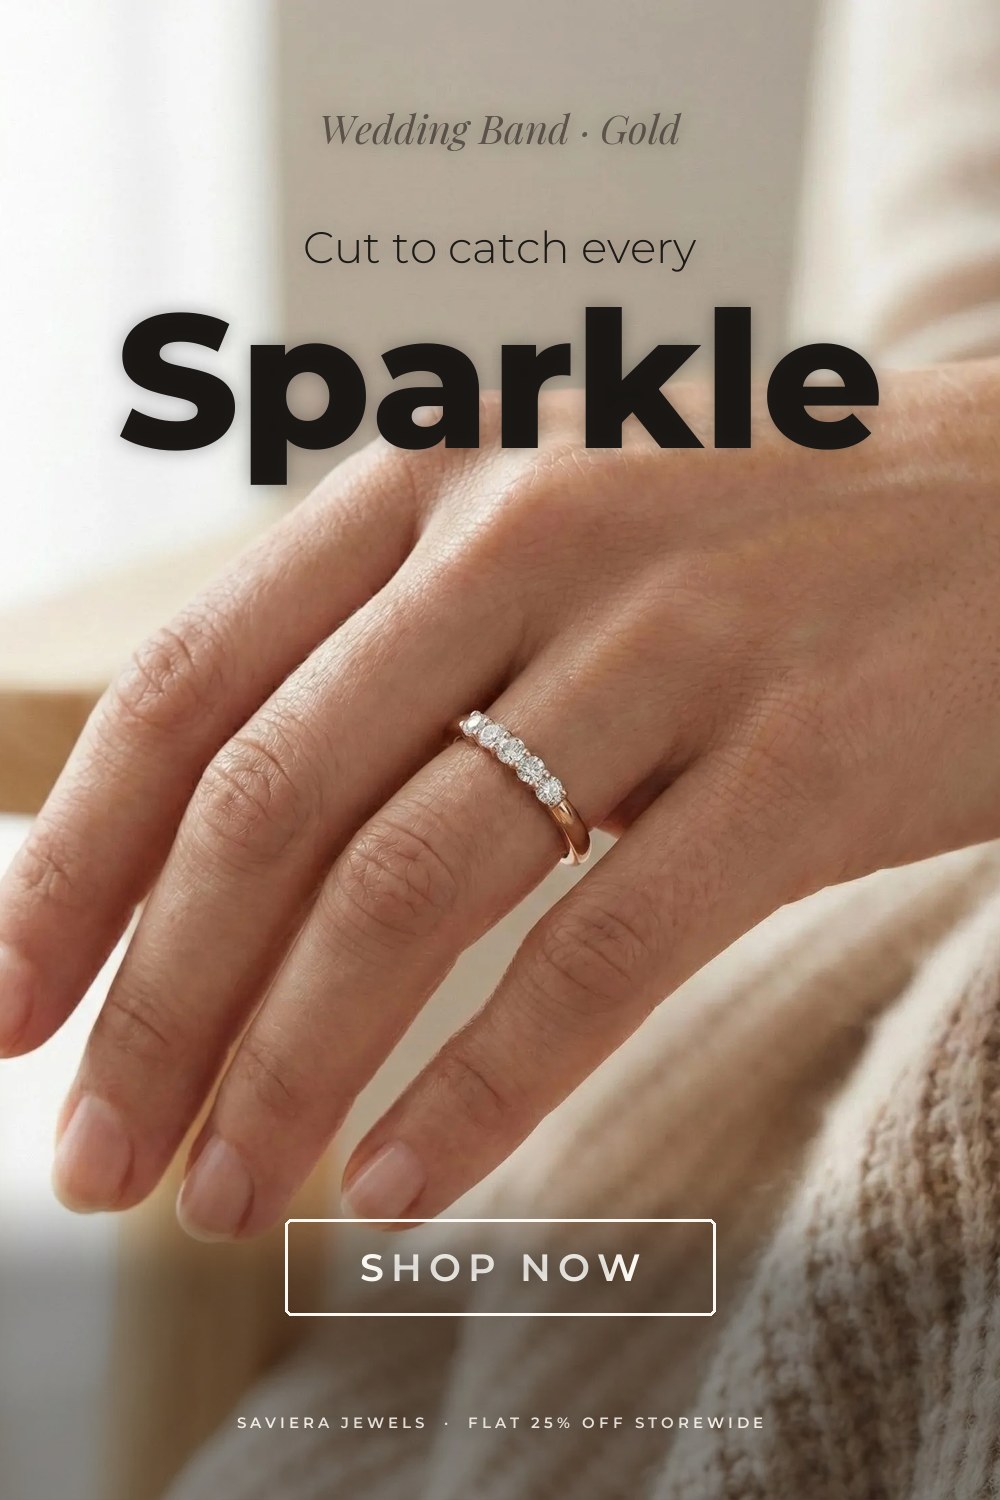 Wedding Band · Gold
Cut to catch every
Sparkle
SHOP NOW
SAVIERA JEWELS · FLAT 25% OFF STOREWIDE